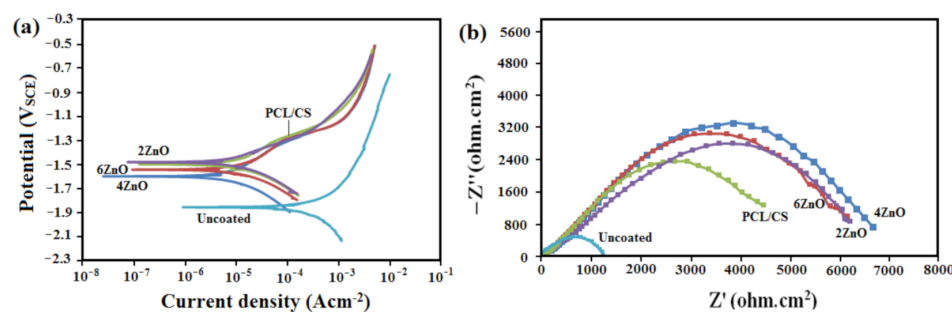 (a)
−0.3
−0.5
−0.7
−0.9
−1.1
−1.3
−1.5
−1.7
−1.9
−2.1
−2.3
Potential (V_SCE)
PCL/CS
2ZnO
6ZnO
4ZnO
Uncoated
10⁻⁸ 10⁻⁷ 10⁻⁶ 10⁻⁵ 10⁻⁴ 10⁻³ 10⁻² 10⁻¹
Current density (Acm⁻²)
(b)
5600
4800
4000
3200
2400
1600
800
0
−Z''(ohm.cm²)
Uncoated
PCL/CS
6ZnO
4ZnO
2ZnO
0 1000 2000 3000 4000 5000 6000 7000 8000
Z' (ohm.cm²)